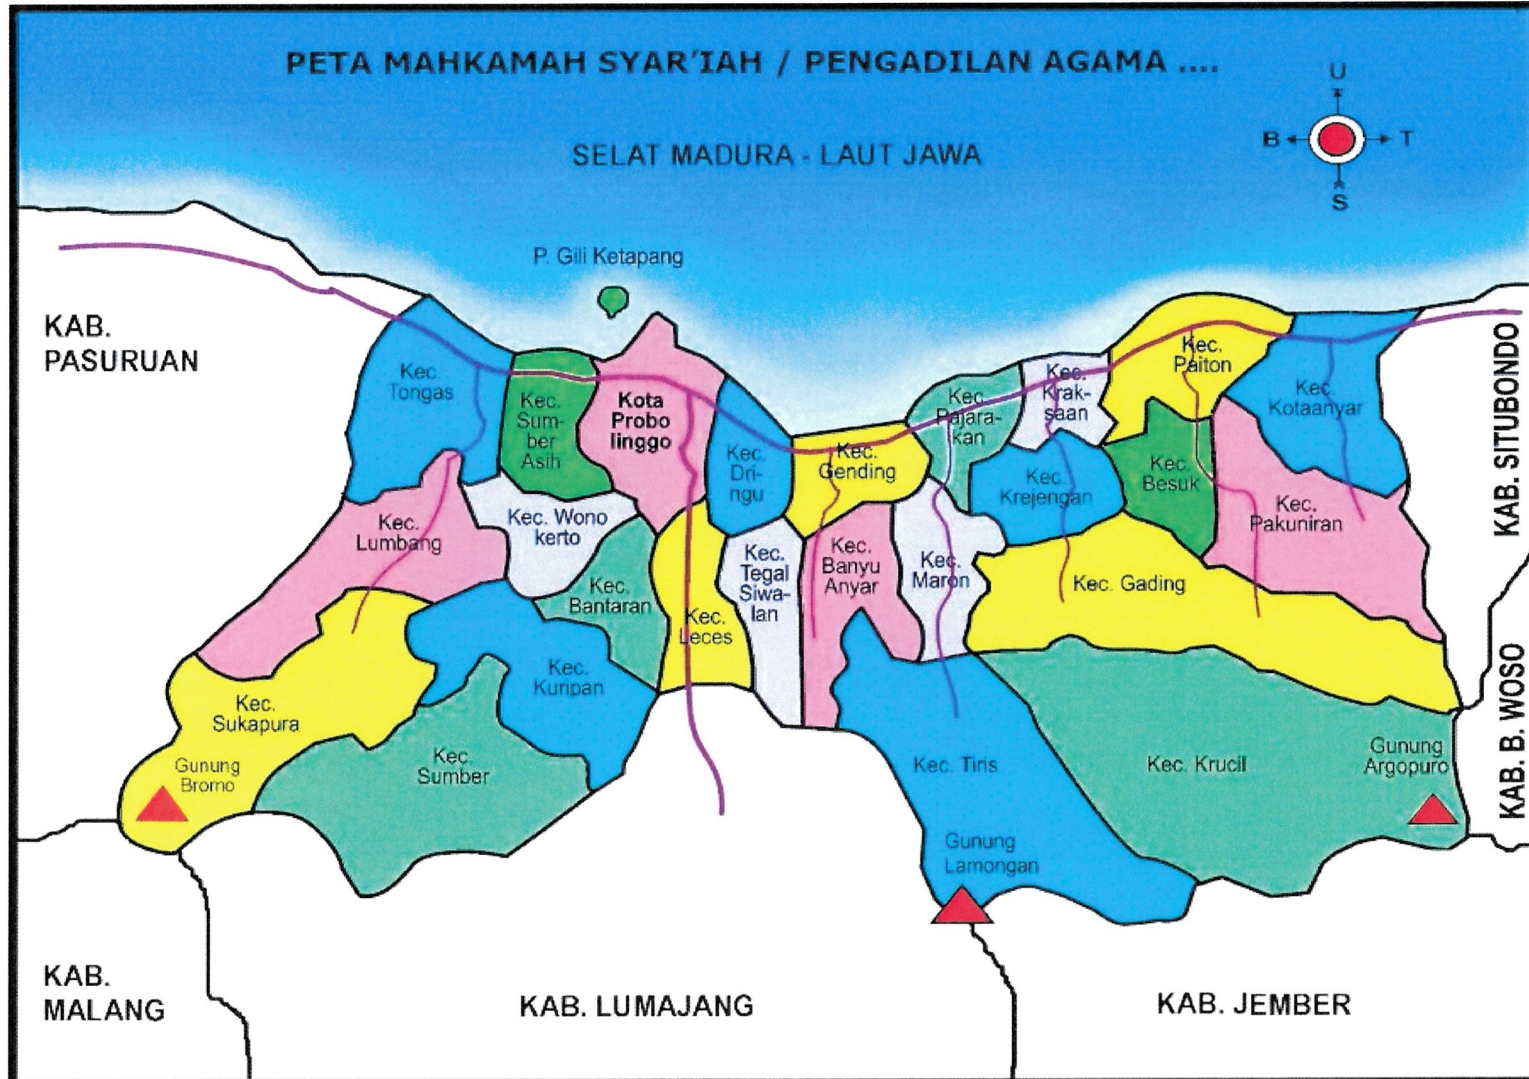 PETA MAHKAMAH SYAR'IAH / PENGADILAN AGAMA ....
U
B
T
S
SELAT MADURA - LAUT JAWA
P. Gili Ketapang
KAB.
PASURUAN
Kec.
Tongas
Kec.
Sum-
ber
Asih
Kota
Probo
linggo
Kec.
Dri-
ngu
Kec.
Gending
Kec.
Pajara-
kan
Kec.
Krak-
saan
Kec.
Paiton
Kec.
Kotaanyar
KAB. SITUBONDO
Kec.
Lumbang
Kec. Wono
kerto
Kec.
Bantaran
Kec.
Leces
Kec.
Tegal
Siwa-
lan
Kec.
Banyu
Anyar
Kec.
Maron
Kec.
Krejengan
Kec.
Besuk
Kec.
Pakuniran
Kec. Gading
Kec.
Sukapura
Gunung
Bromo
Kec.
Sumber
Kec.
Kuripan
Kec. Tiris
Gunung
Lamongan
Kec. Krucil
Gunung
Argopuro
KAB. B. WOSO
KAB.
MALANG
KAB. LUMAJANG
KAB. JEMBER